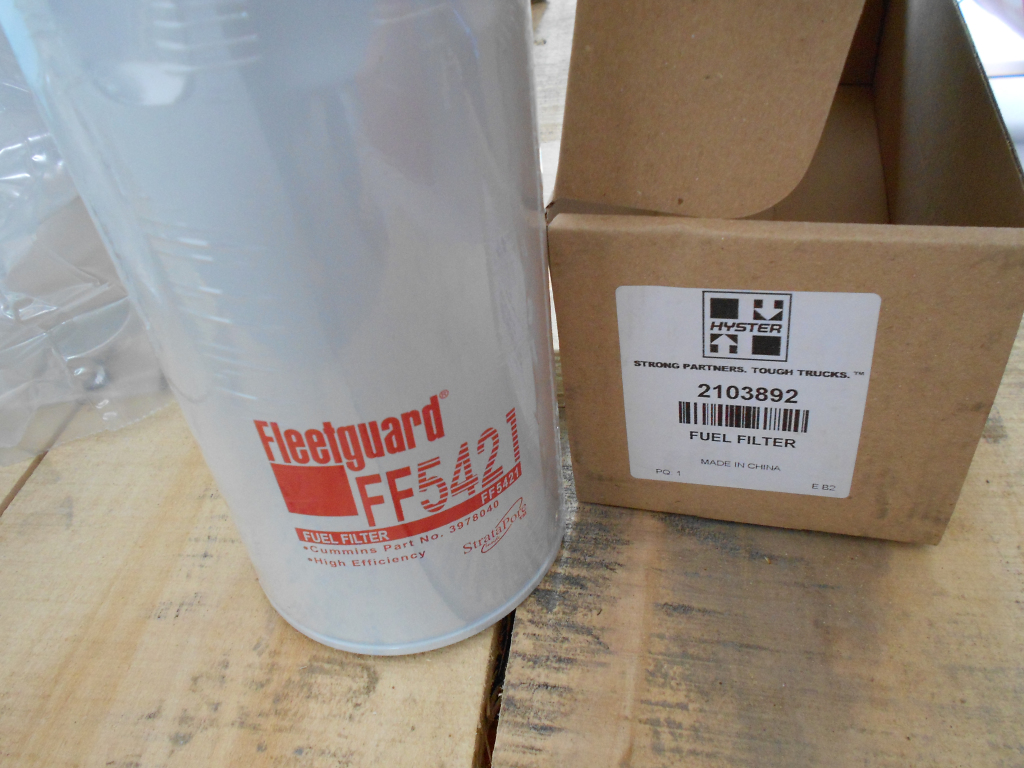 Fleetguard®
FF5421
FF5421
FUEL FILTER
•Cummins Part No. 3978040
•High Efficiency
StrataPore
HYSTER
STRONG PARTNERS. TOUGH TRUCKS. ™
2103892
FUEL FILTER
MADE IN CHINA
PQ. 1
E.B2